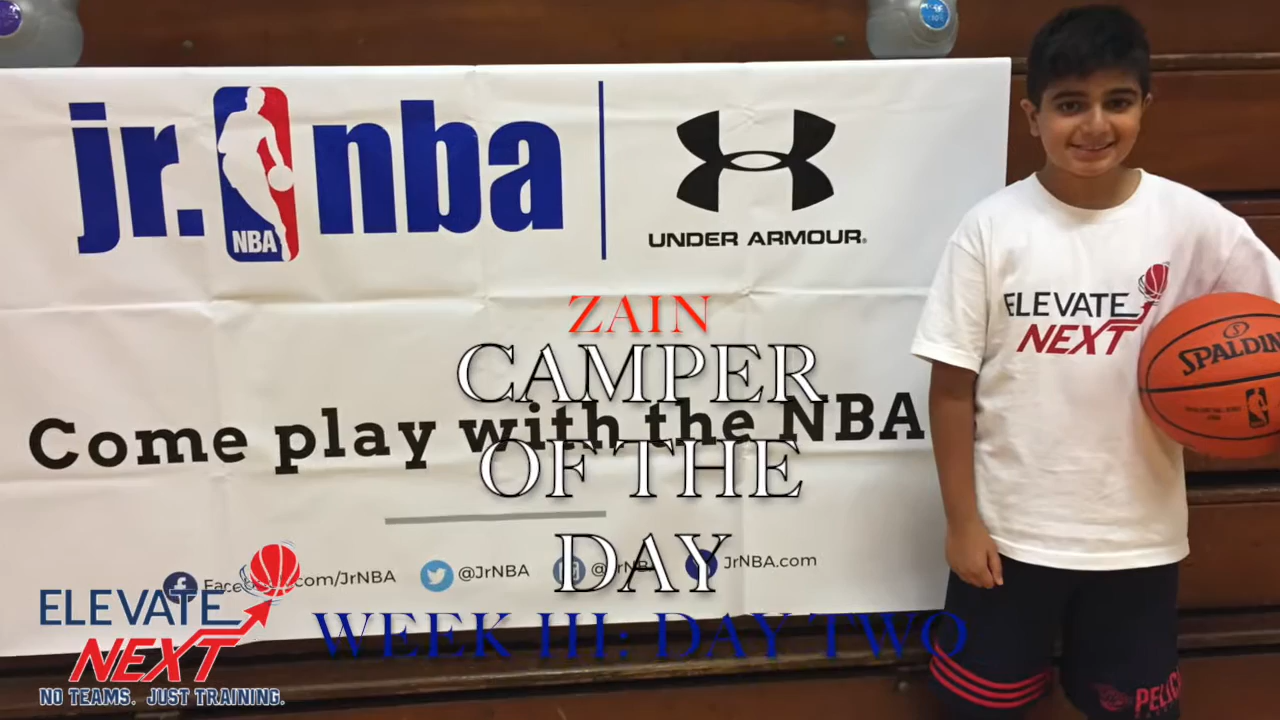 jr. nba
NBA
UNDER ARMOUR.
ZAIN
CAMPER
OF THE
DAY
Come play with the NBA
@JrNBA
JrNBA.com
WEEK III: DAY TWO
ELEVATE
NEXT
NO TEAMS. JUST TRAINING.
ELEVATE
NEXT